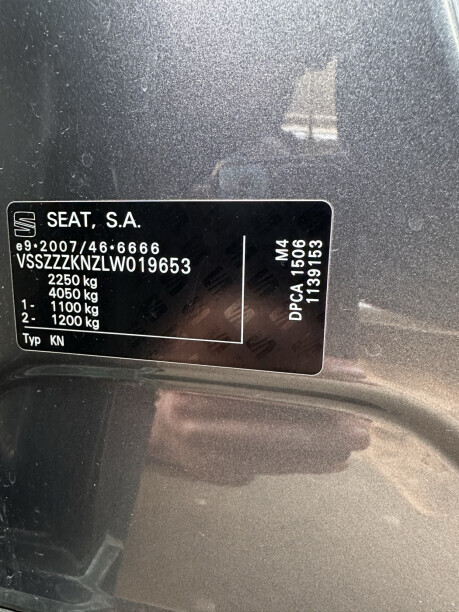 SEAT, S.A.
e9*2007/46*6666
VSSZZZKNZLW019653
2250 kg
4050 kg
1- 1100 kg
2- 1200 kg
Typ KN
M4
DPCA 1506
1139153